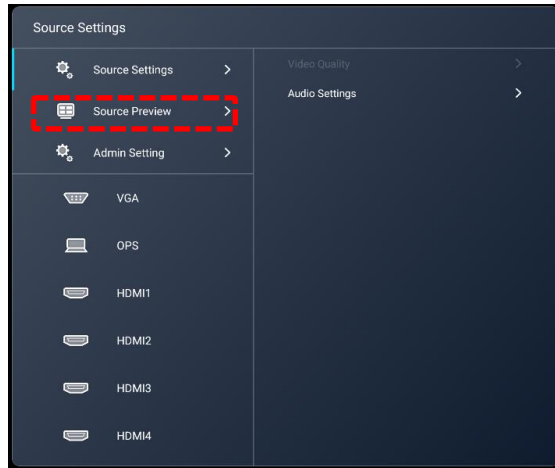 Source Settings
Source Settings
Video Quality
Source Preview
Audio Settings
Admin Setting
VGA
OPS
HDMI1
HDMI2
HDMI3
HDMI4